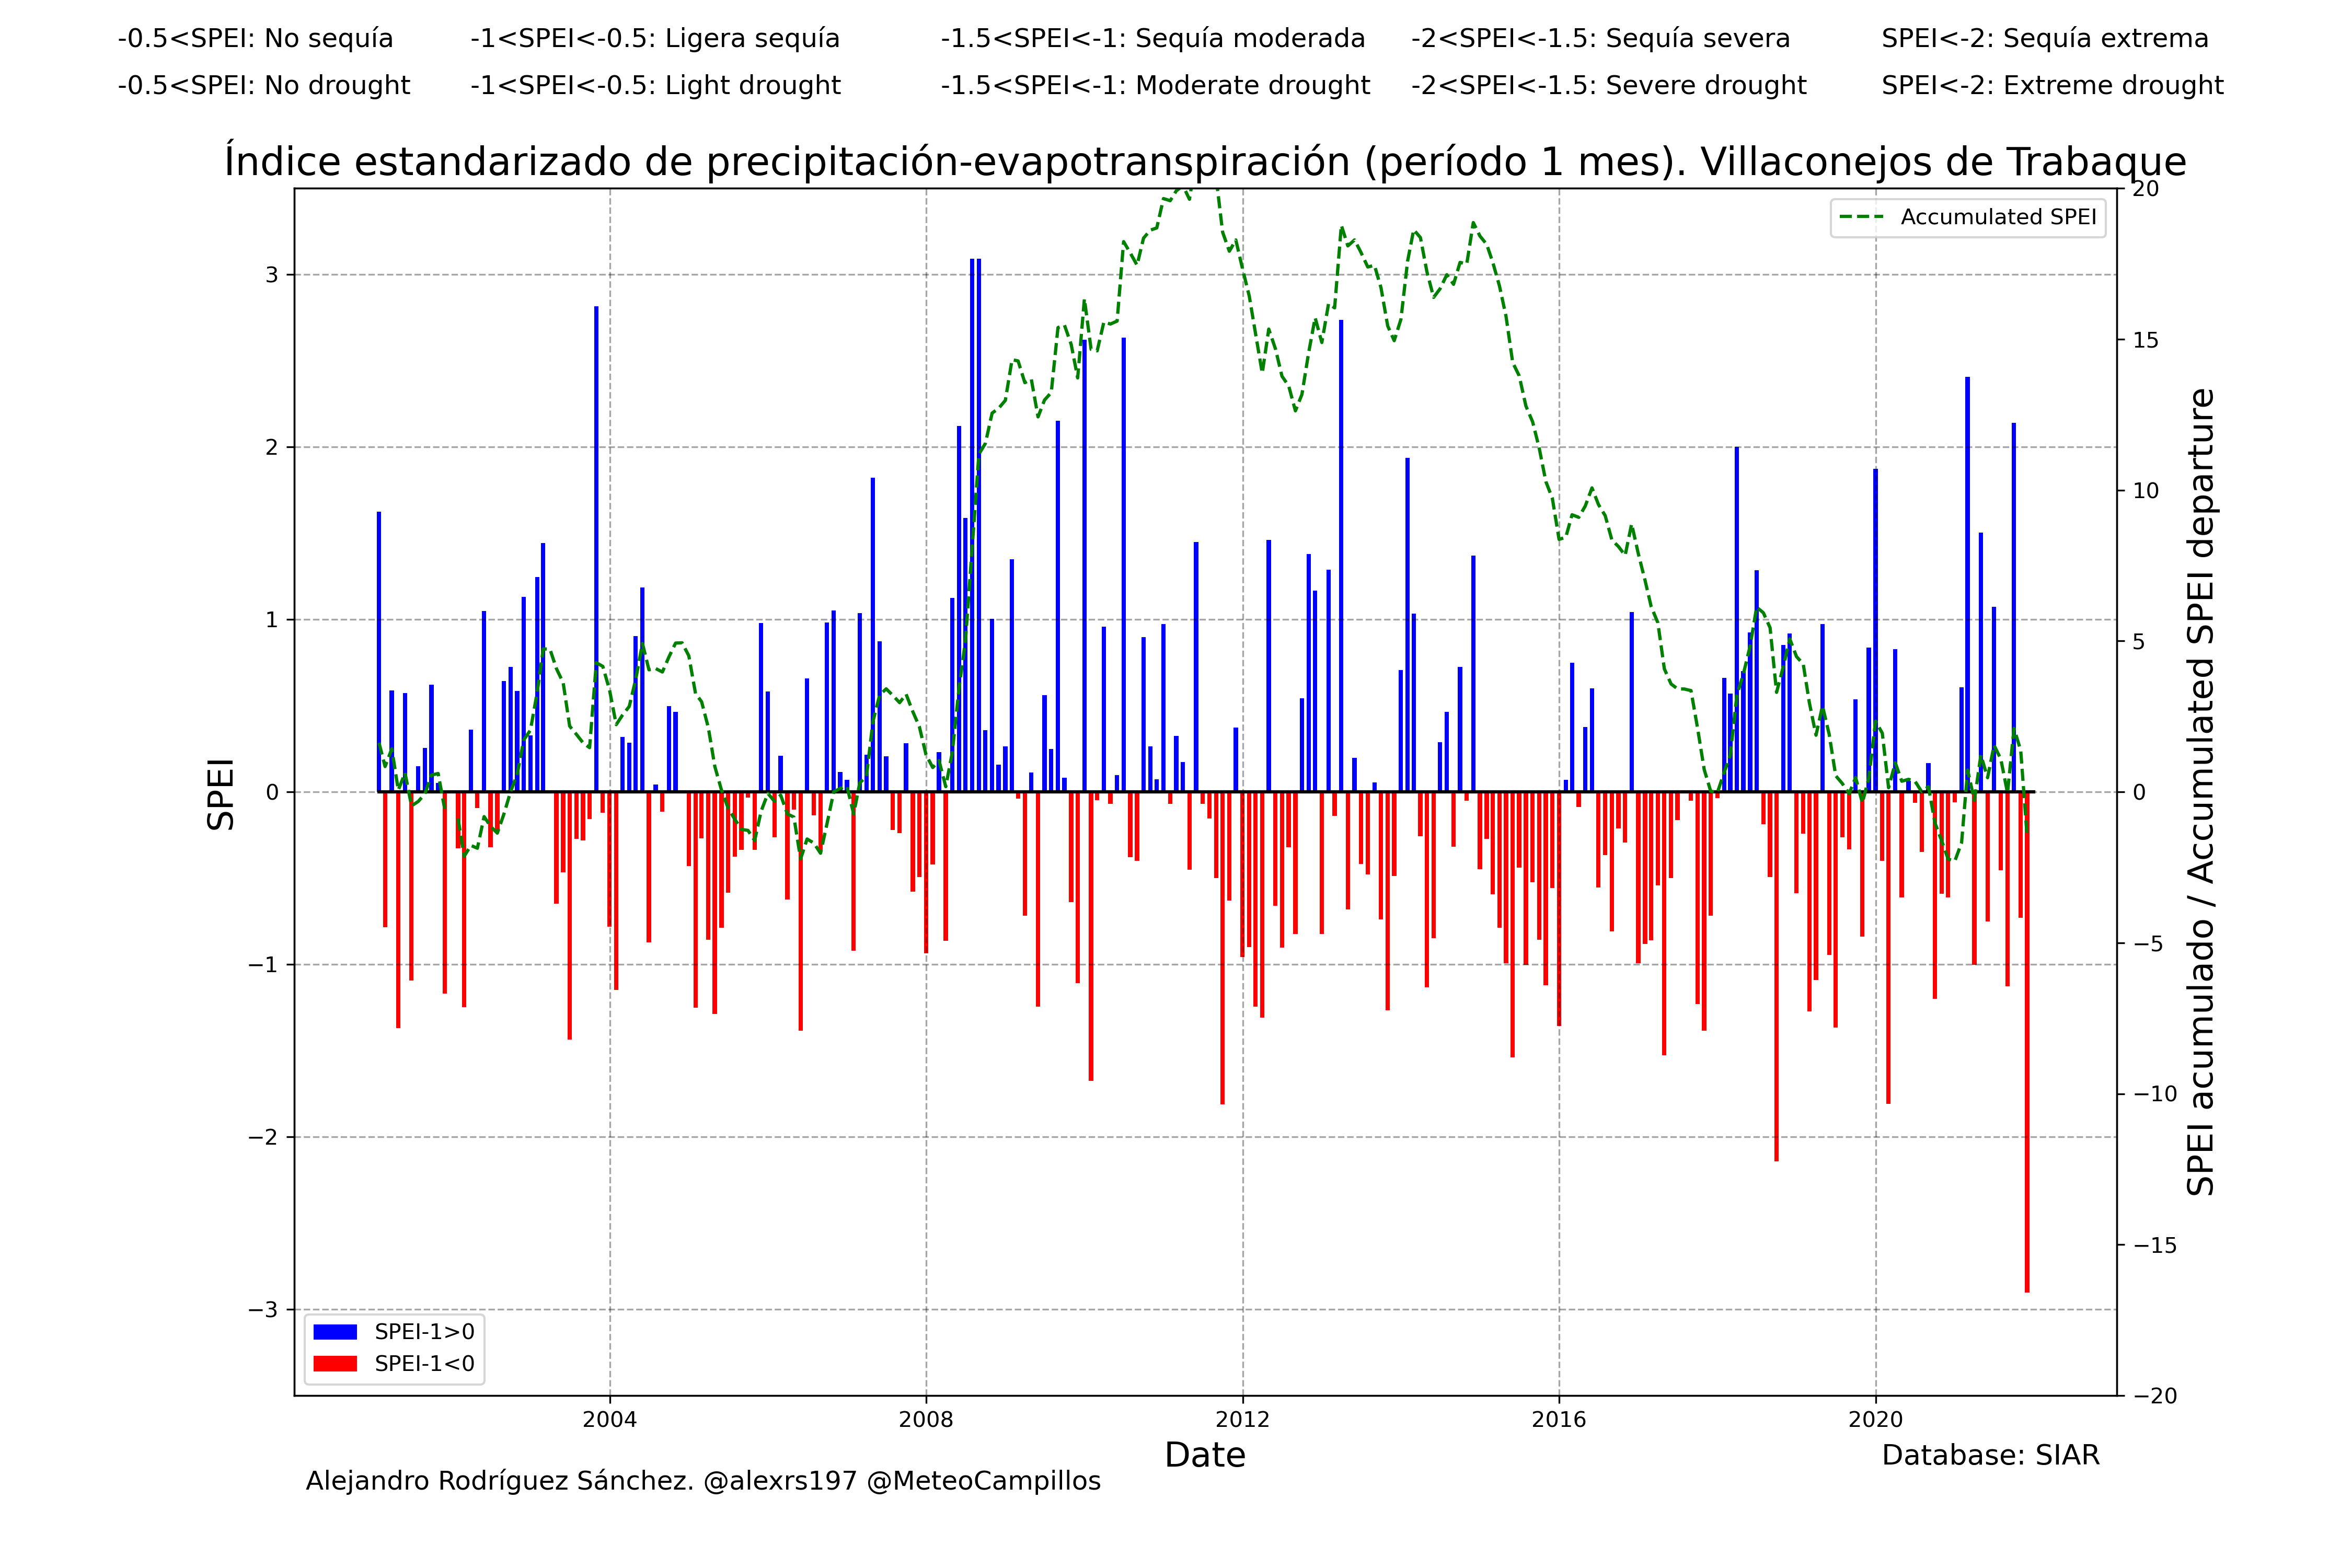 -0.5<SPEI: No sequía -1<SPEI<-0.5: Ligera sequía -1.5<SPEI<-1: Sequía moderada -2<SPEI<-1.5: Sequía severa SPEI<-2: Sequía extrema
-0.5<SPEI: No drought -1<SPEI<-0.5: Light drought -1.5<SPEI<-1: Moderate drought -2<SPEI<-1.5: Severe drought SPEI<-2: Extreme drought
Índice estandarizado de precipitación-evapotranspiración (período 1 mes). Villaconejos de Trabaque
Accumulated SPEI
SPEI
3
2
1
0
−1
−2
−3
20
15
10
5
0
−5
−10
−15
−20
SPEI acumulado / Accumulated SPEI departure
SPEI-1>0
SPEI-1<0
2004 2008 2012 2016 2020
Date
Database: SIAR
Alejandro Rodríguez Sánchez. @alexrs197 @MeteoCampillos